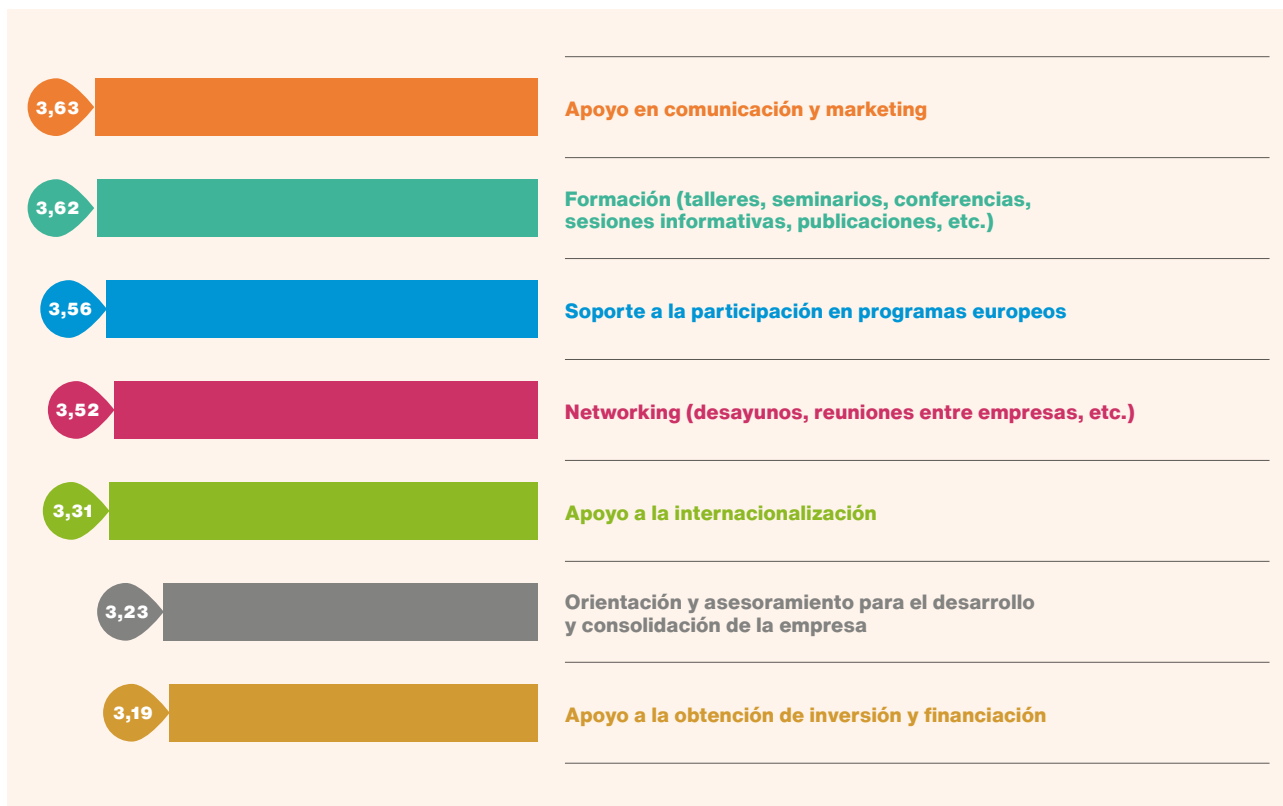 3,63
Apoyo en comunicación y marketing
3,62
Formación (talleres, seminarios, conferencias,
sesiones informativas, publicaciones, etc.)
3,56
Soporte a la participación en programas europeos
3,52
Networking (desayunos, reuniones entre empresas, etc.)
3,31
Apoyo a la internacionalización
3,23
Orientación y asesoramiento para el desarrollo
y consolidación de la empresa
3,19
Apoyo a la obtención de inversión y financiación